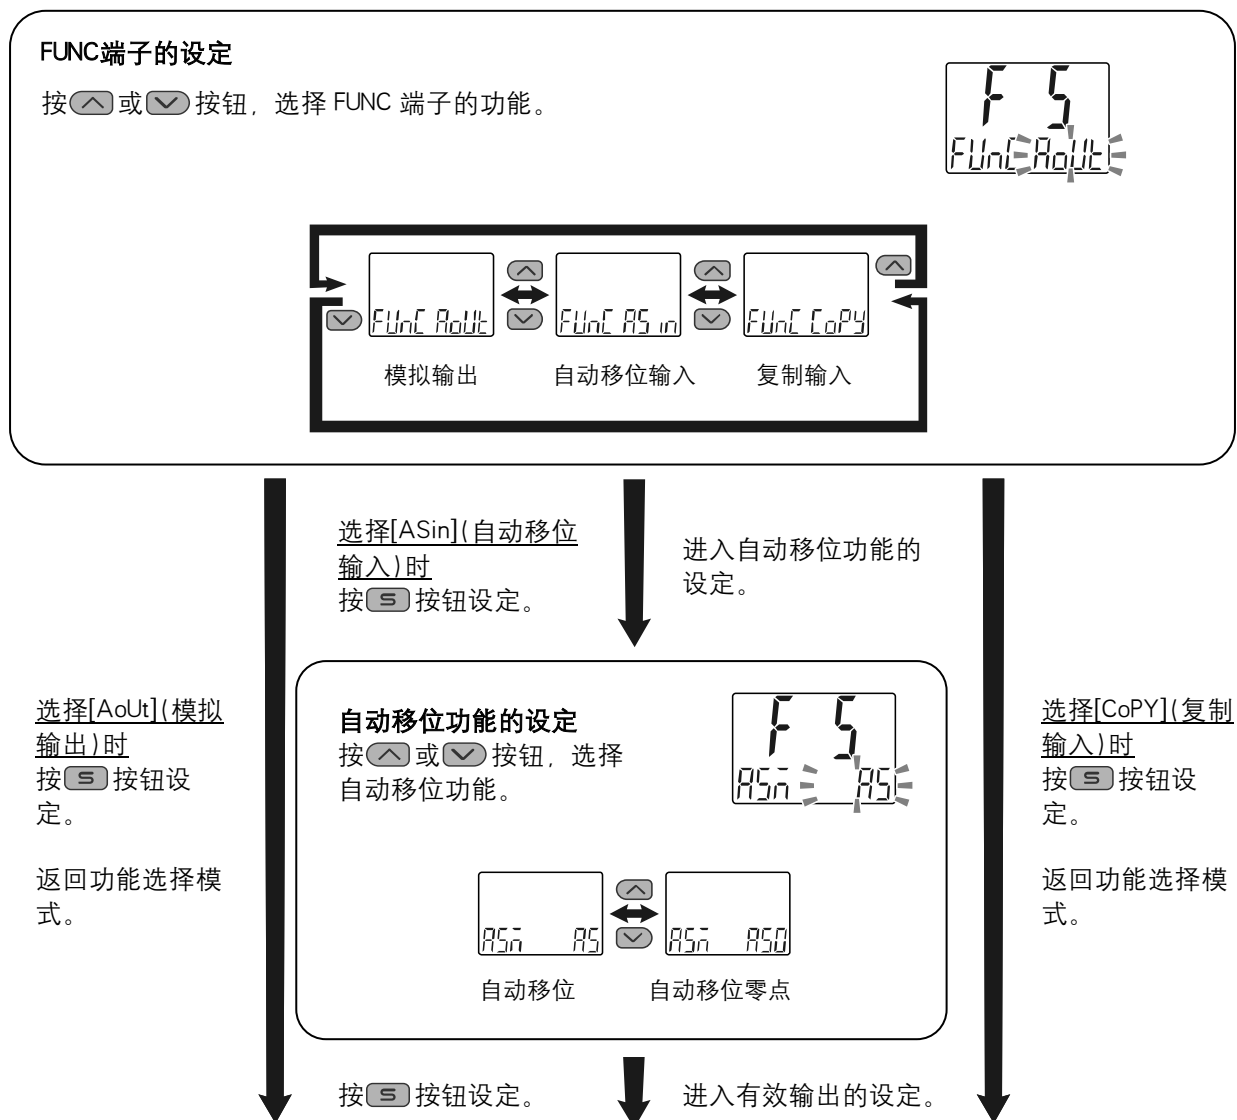 FUNC端子的设定
按或按钮，选择 FUNC 端子的功能。
F 5
FUnC AoUt
FUnC AoUt
FUnC ASin
FUnC CoPY
模拟输出
自动移位输入
复制输入
选择[ASin](自动移位
输入)时
按 S 按钮设定。
进入自动移位功能的
设定。
选择[AoUt](模拟
输出)时
按 S 按钮设
定。
返回功能选择模
式。
自动移位功能的设定
按或按钮，选择
自动移位功能。
F 5
ASm AS
ASm AS
ASm AS0
自动移位
自动移位零点
选择[CoPY](复制
输入)时
按 S 按钮设
定。
返回功能选择模
式。
按 S 按钮设定。
进入有效输出的设定。